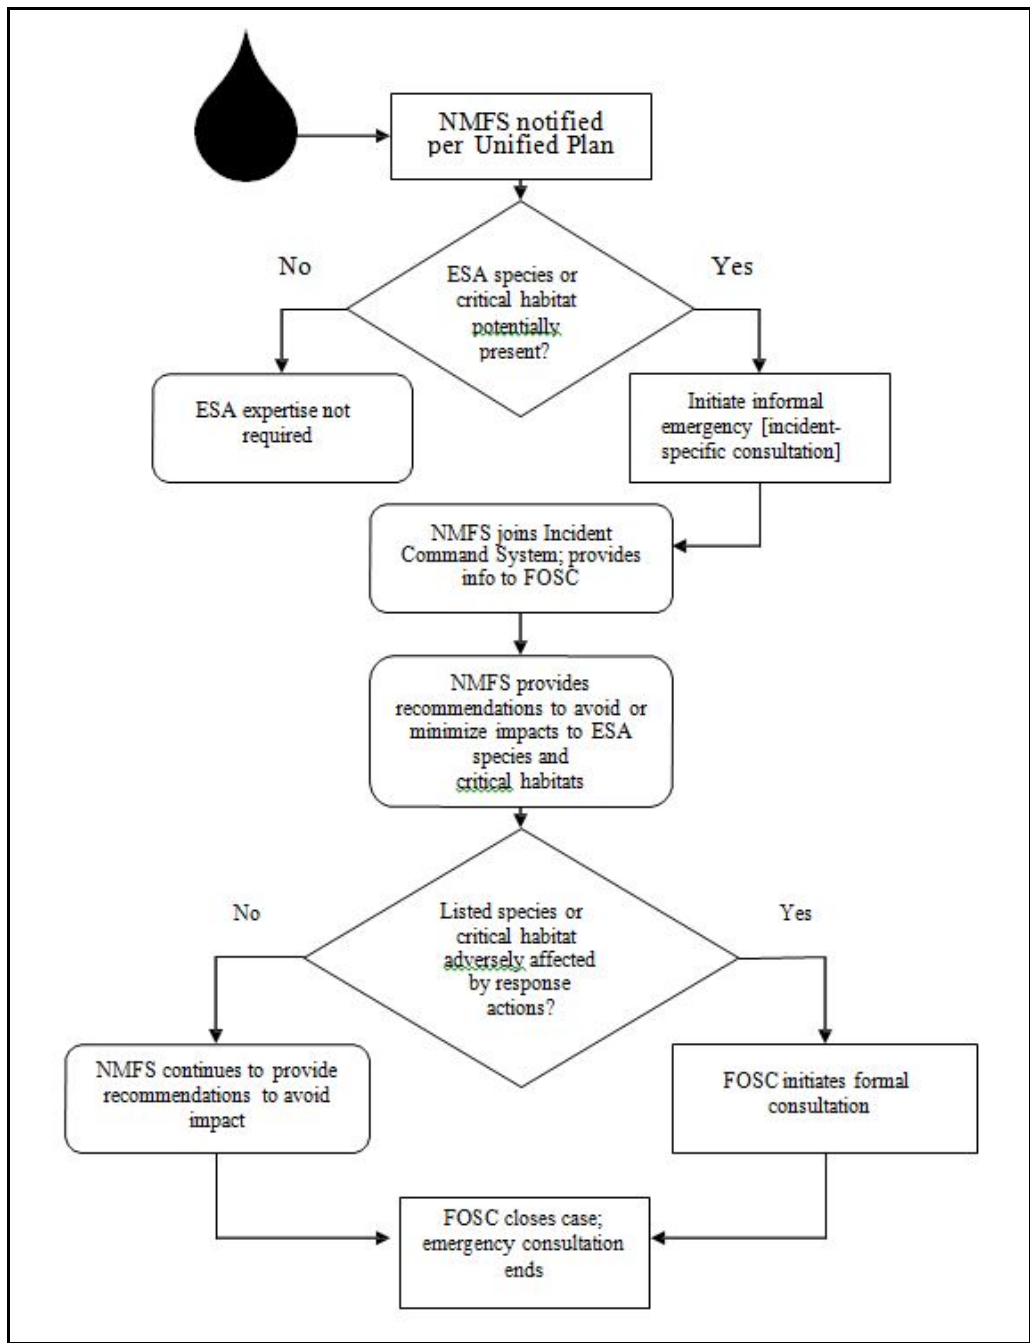 NMFS notified
per Unified Plan
No
Yes
ESA species or
critical habitat
potentially
present?
ESA expertise not
required
Initiate informal
emergency [incident-
specific consultation]
NMFS joins Incident
Command System; provides
info to FOSC
NMFS provides
recommendations to avoid or
minimize impacts to ESA
species and
critical habitats
No
Yes
Listed species or
critical habitat
adversely affected
by response
actions?
NMFS continues to provide
recommendations to avoid
impact
FOSC initiates formal
consultation
FOSC closes case;
emergency consultation
ends